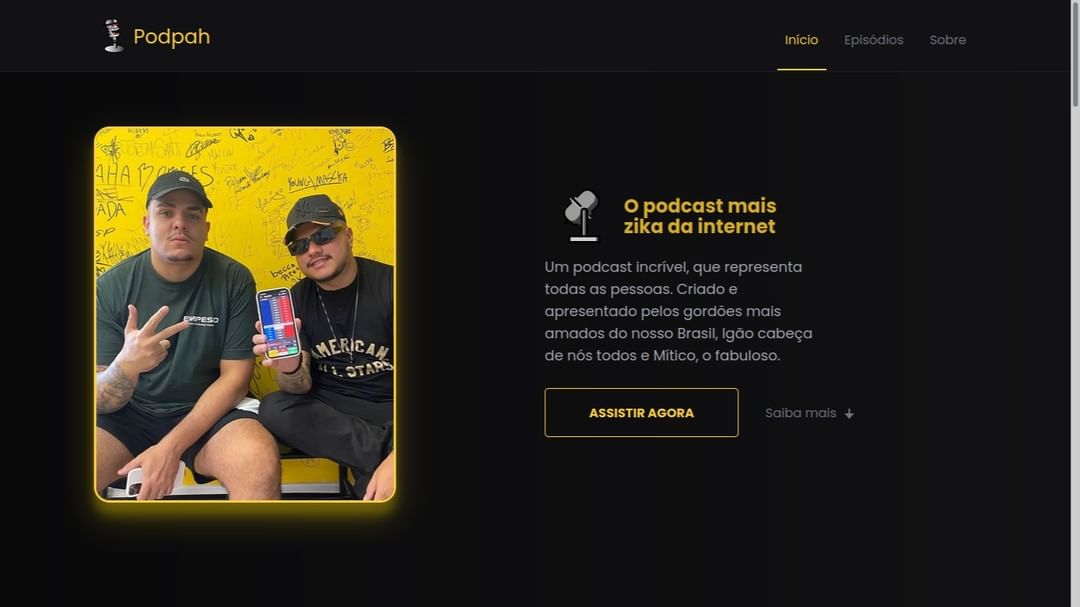 Podpah
Início
Episódios
Sobre
YOUNG MASCKA
EMPESO
AMERICAN
ALL STARS
O podcast mais
zika da internet
Um podcast incrível, que representa
todas as pessoas. Criado e
apresentado pelos gordões mais
amados do nosso Brasil, Igão cabeça
de nós todos e Mítico, o fabuloso.
ASSISTIR AGORA
Saiba mais